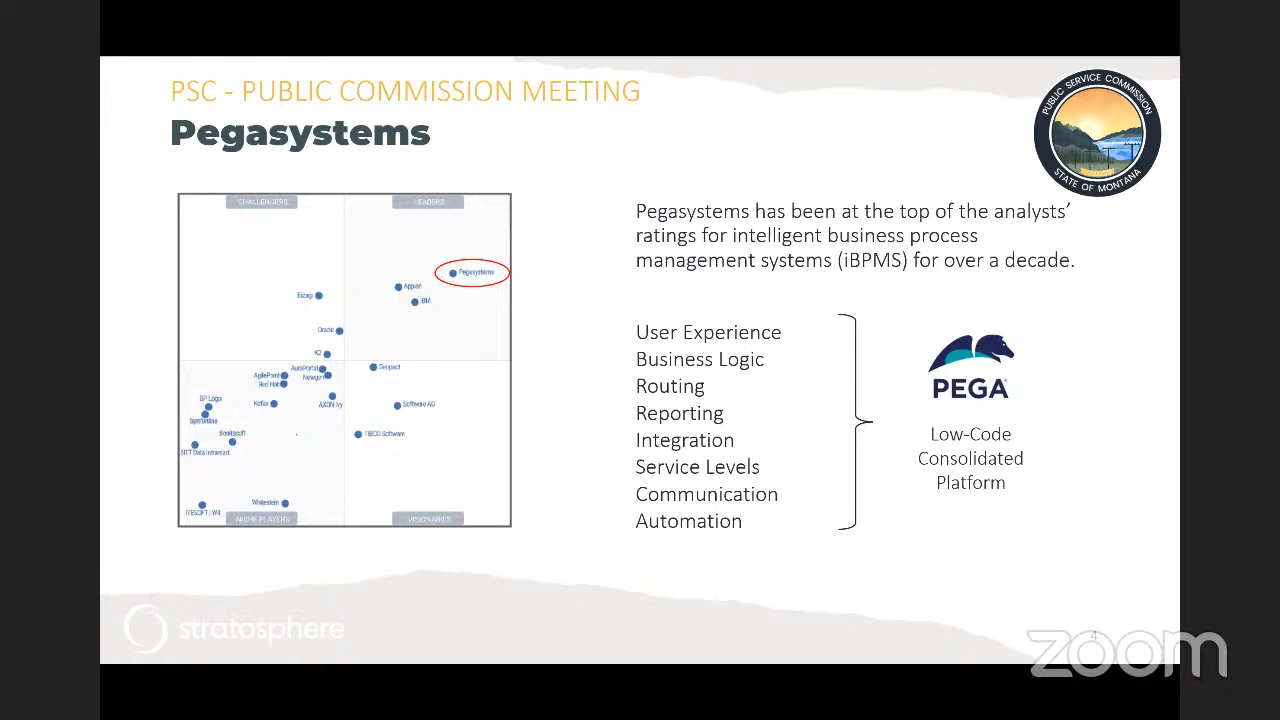 PSC - PUBLIC COMMISSION MEETING
Pegasystems
PUBLIC SERVICE COMMISSION
STATE OF MONTANA
CHALLENGERS
LEADERS
Pegasystems
Appian
IBM
Bizagi
Oracle
K2
AuraPortal
Newgen
AgilePoint
Red Hat
Genpact
Kofax
AXON Ivy
Software AG
BP Logix
bpmonline
Bonitasoft
TIBCO Software
NTT Data Intramart
Whitestein
ITESOFT | W4
NICHE PLAYERS
VISIONARIES
Pegasystems has been at the top of the analysts’
ratings for intelligent business process
management systems (iBPMS) for over a decade.
User Experience
Business Logic
Routing
Reporting
Integration
Service Levels
Communication
Automation
PEGA
Low-Code
Consolidated
Platform
stratosphere
4
zoom